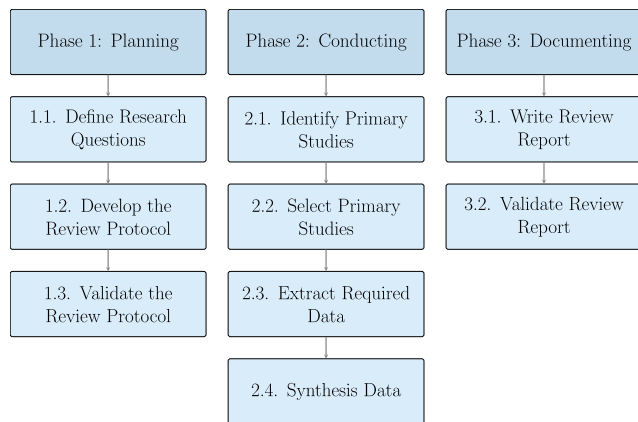 Phase 1: Planning
1.1. Define Research
Questions
1.2. Develop the
Review Protocol
1.3. Validate the
Review Protocol
Phase 2: Conducting
2.1. Identify Primary
Studies
2.2. Select Primary
Studies
2.3. Extract Required
Data
2.4. Synthesis Data
Phase 3: Documenting
3.1. Write Review
Report
3.2. Validate Review
Report